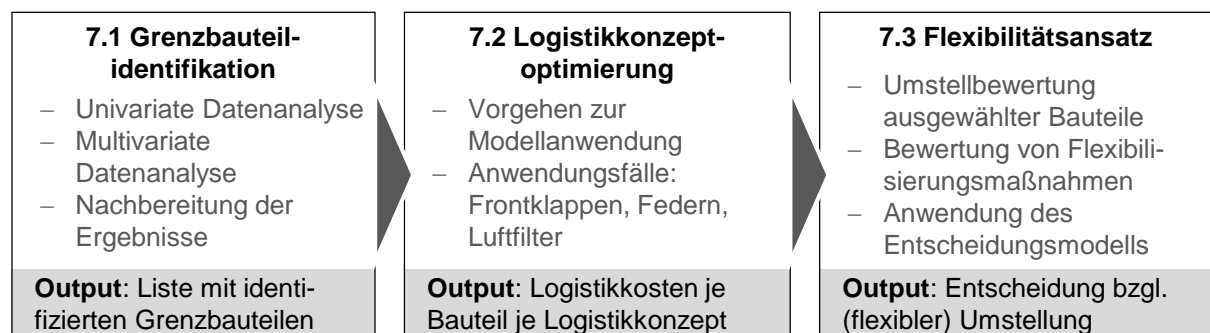 7.1 Grenzbauteil-
identifikation
– Univariate Datenanalyse
– Multivariate
Datenanalyse
– Nachbereitung der
Ergebnisse
Output: Liste mit identi-
fizierten Grenzbauteilen
7.2 Logistikkonzept-
optimierung
– Vorgehen zur
Modellanwendung
– Anwendungsfälle:
Frontklappen, Federn,
Luftfilter
Output: Logistikkosten je
Bauteil je Logistikkonzept
7.3 Flexibilitätsansatz
– Umstellbewertung
ausgewählter Bauteile
– Bewertung von Flexibili-
sierungsmaßnahmen
– Anwendung des
Entscheidungsmodells
Output: Entscheidung bzgl.
(flexibler) Umstellung